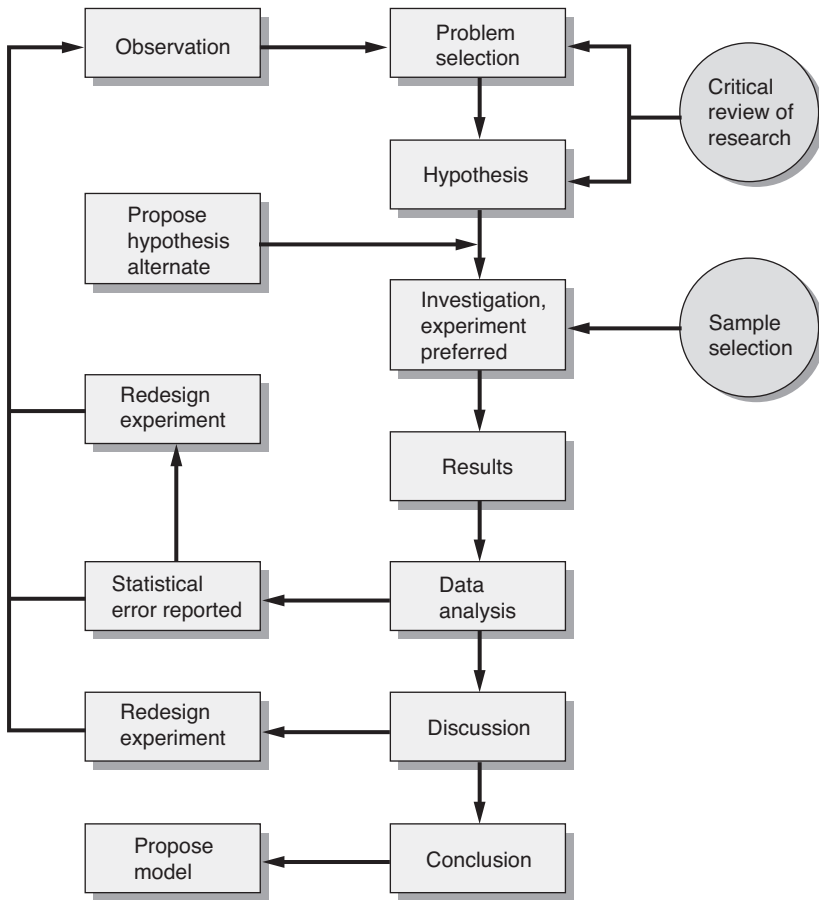 Observation
Problem
selection
Critical
review of
research
Hypothesis
Propose
hypothesis
alternate
Investigation,
experiment
preferred
Sample
selection
Redesign
experiment
Results
Statistical
error reported
Data
analysis
Redesign
experiment
Discussion
Propose
model
Conclusion